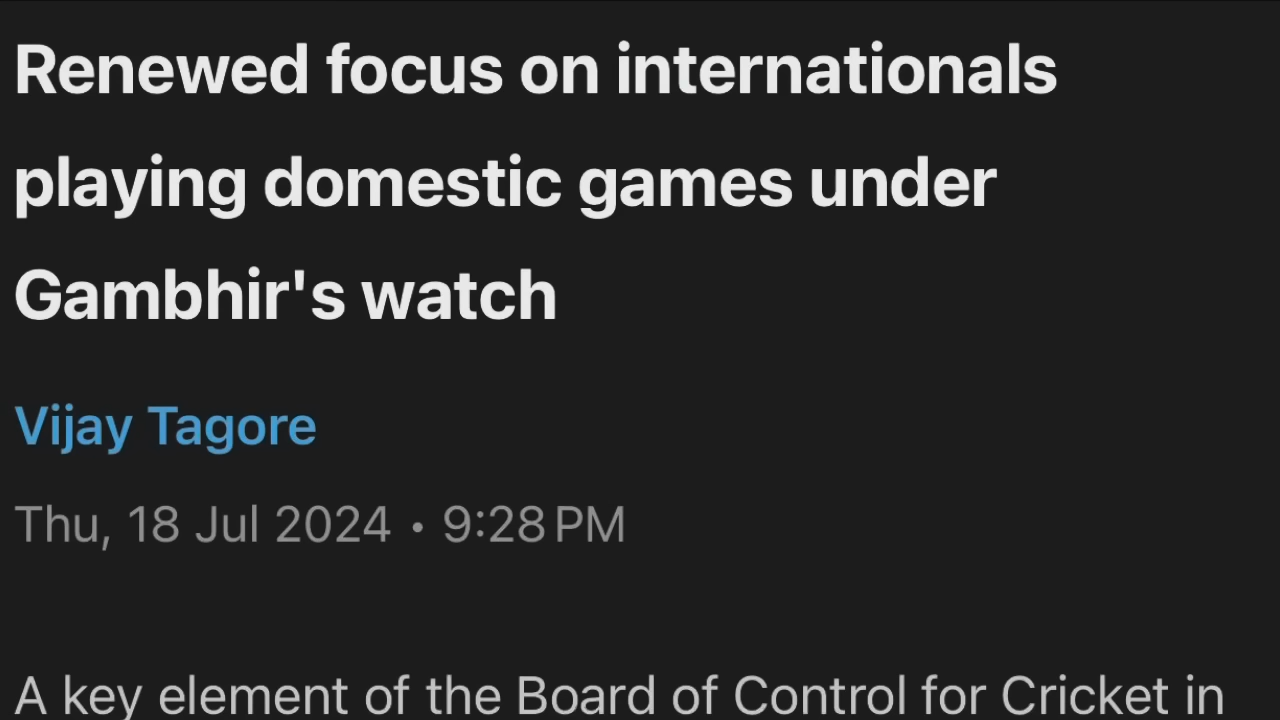 Renewed focus on internationals
playing domestic games under
Gambhir's watch
Vijay Tagore
Thu, 18 Jul 2024 • 9:28 PM
A key element of the Board of Control for Cricket in